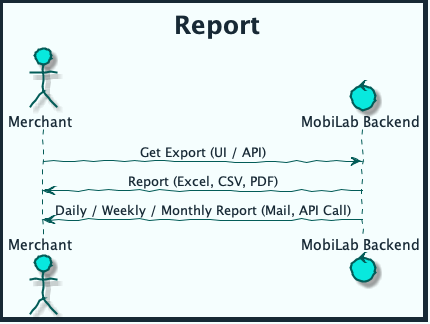 Report
Merchant
MobiLab Backend
Get Export (UI / API)
Report (Excel, CSV, PDF)
Daily / Weekly / Monthly Report (Mail, API Call)
Merchant
MobiLab Backend